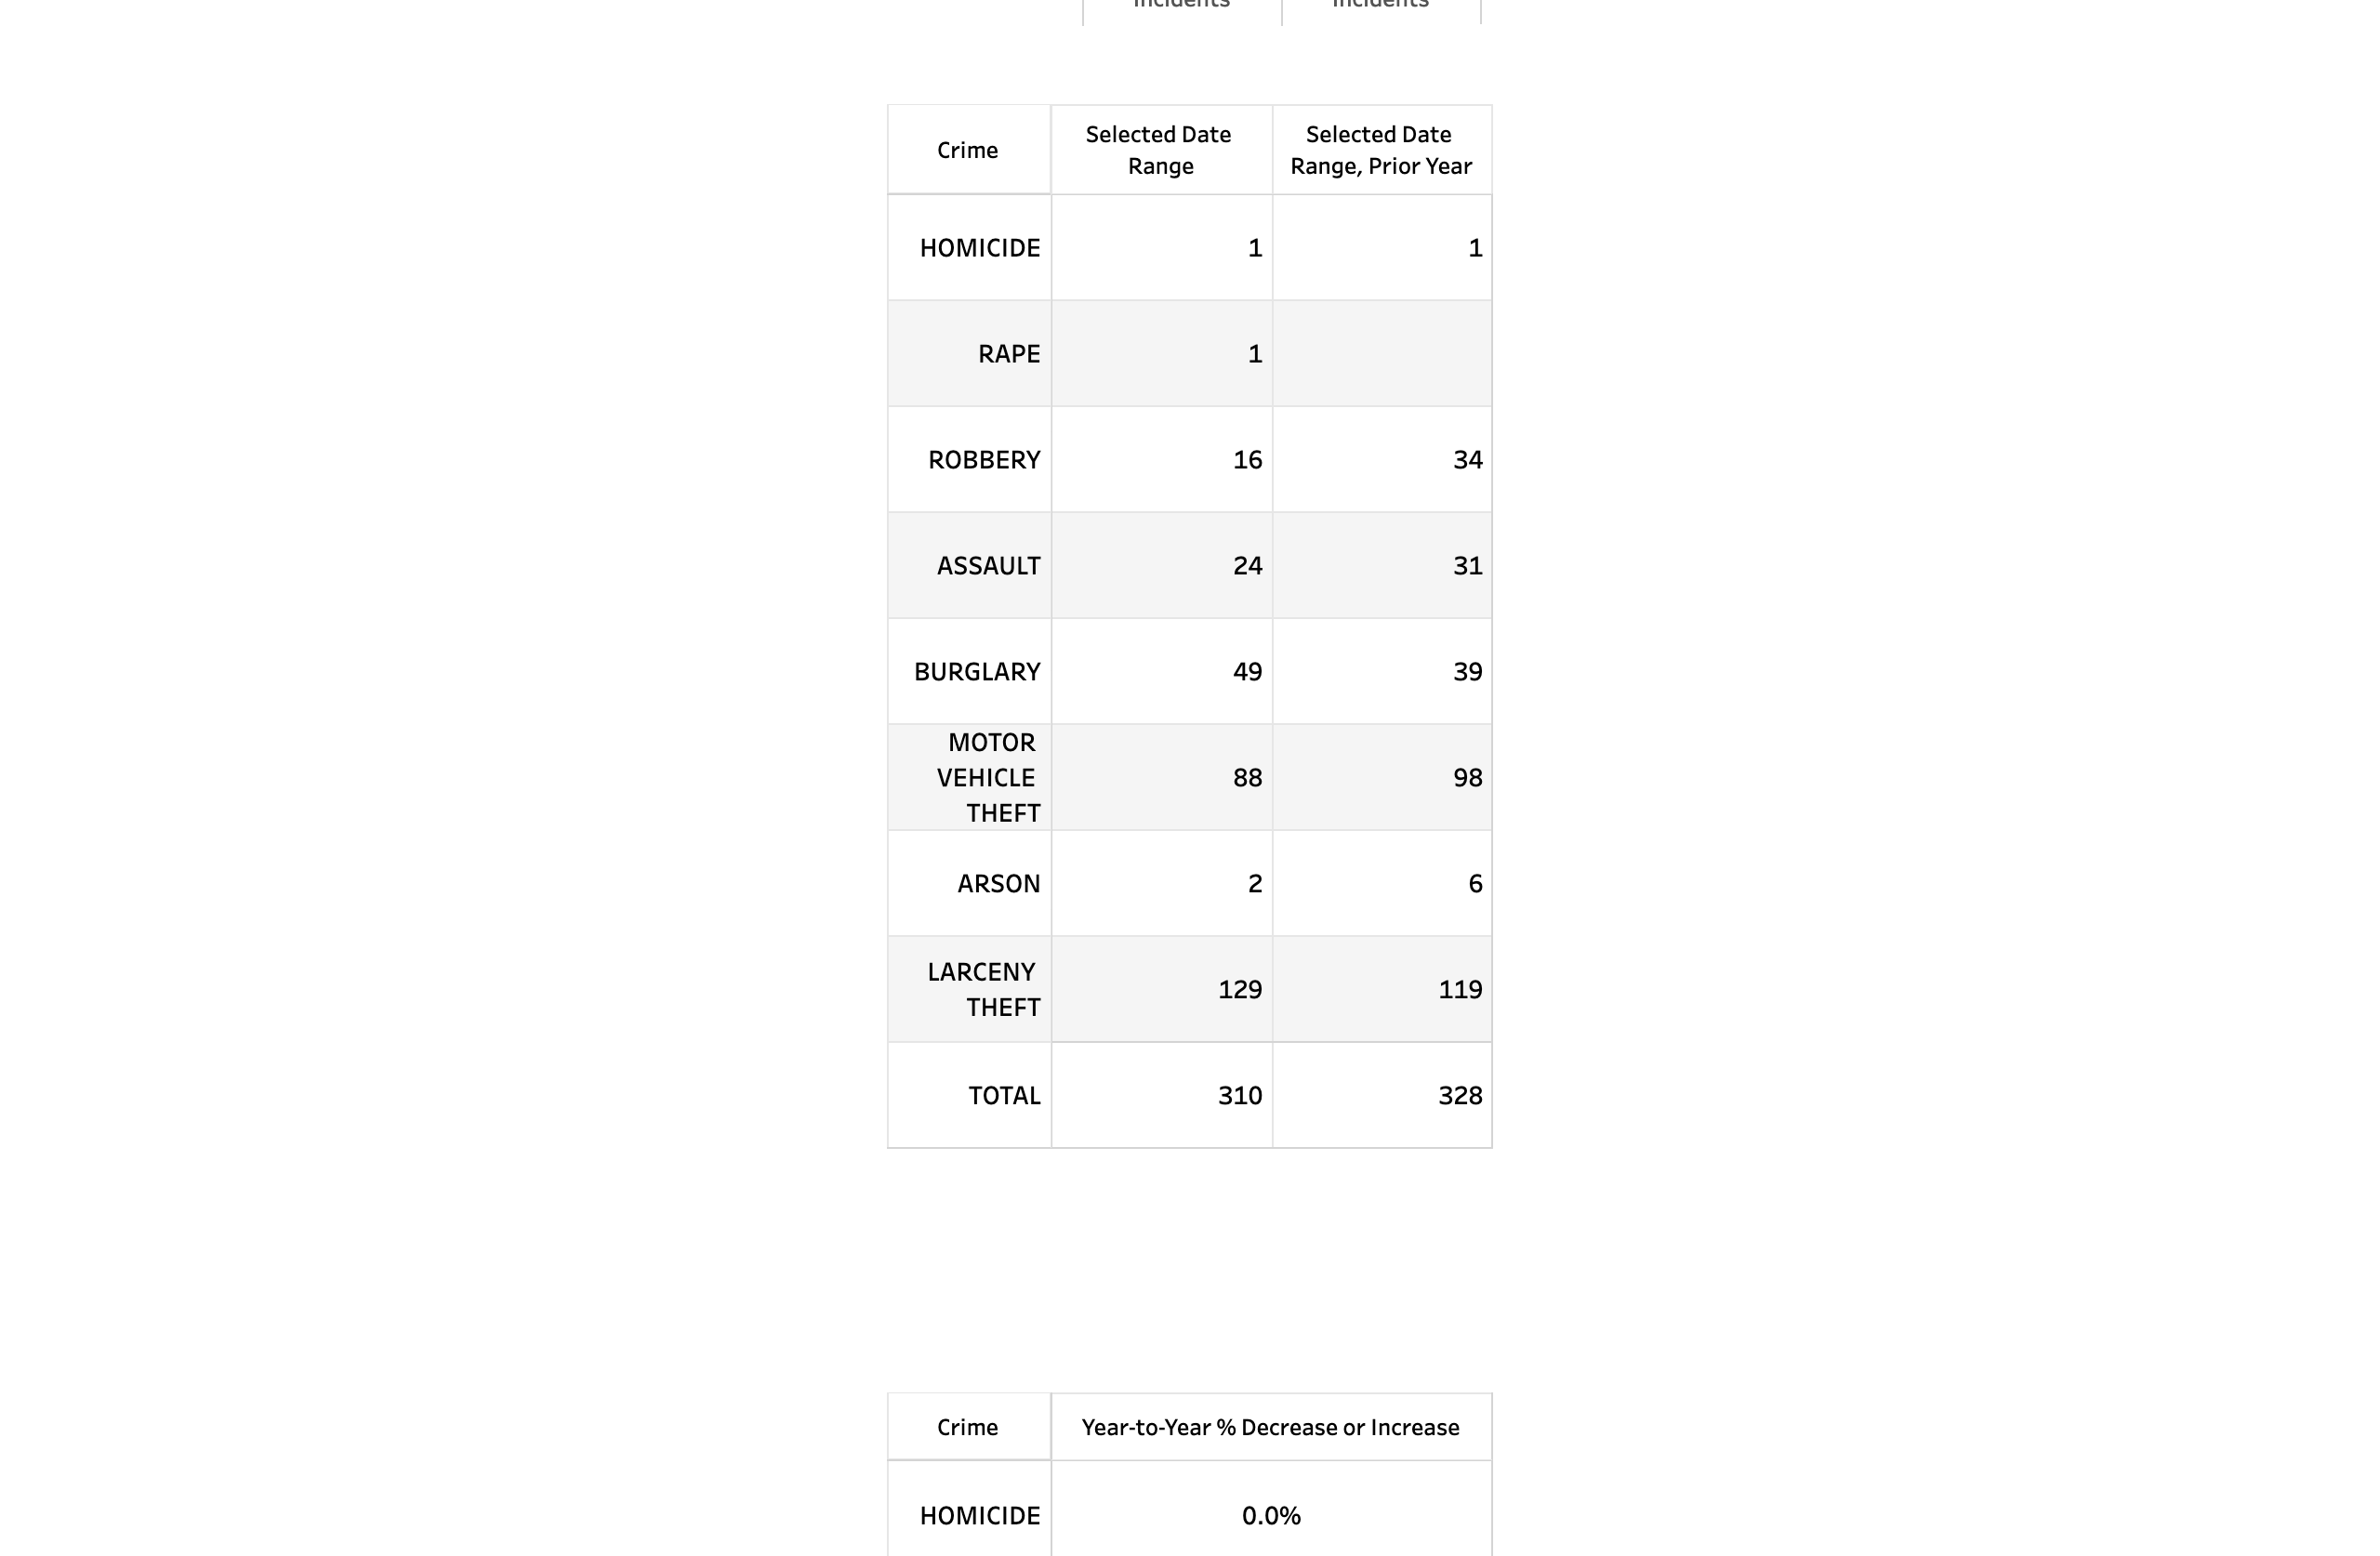 Incidents Incidents
Crime
Selected Date
Range
Selected Date
Range, Prior Year
HOMICIDE 1 1
RAPE 1
ROBBERY 16 34
ASSAULT 24 31
BURGLARY 49 39
MOTOR
VEHICLE 88 98
THEFT
ARSON 2 6
LARCENY
THEFT
129 119
TOTAL 310 328
Crime Year-to-Year % Decrease or Increase
HOMICIDE 0.0%